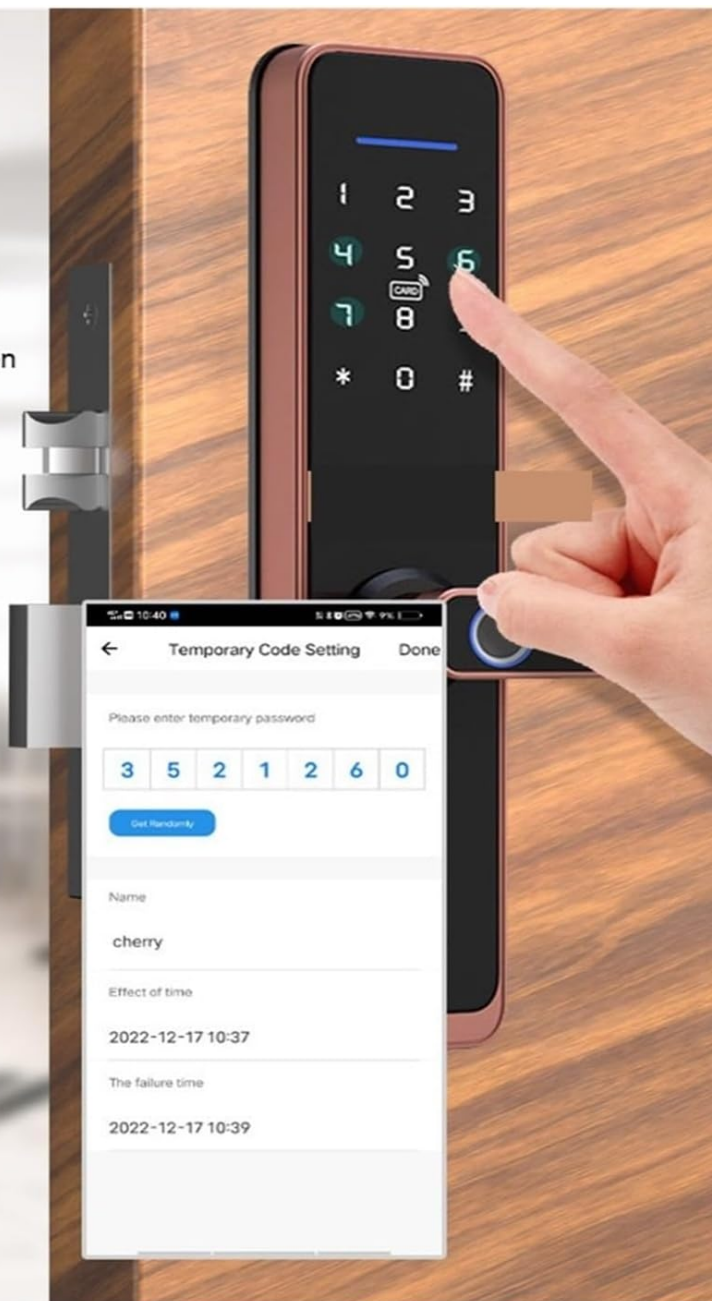 1 2 3
4 5 6
CARD
7 8
* 0 #
n
10:40 9%
← Temporary Code Setting Done
Please enter temporary password
3 5 2 1 2 6 0
Get Randomly
Name
cherry
Effect of time
2022-12-17 10:37
The failure time
2022-12-17 10:39